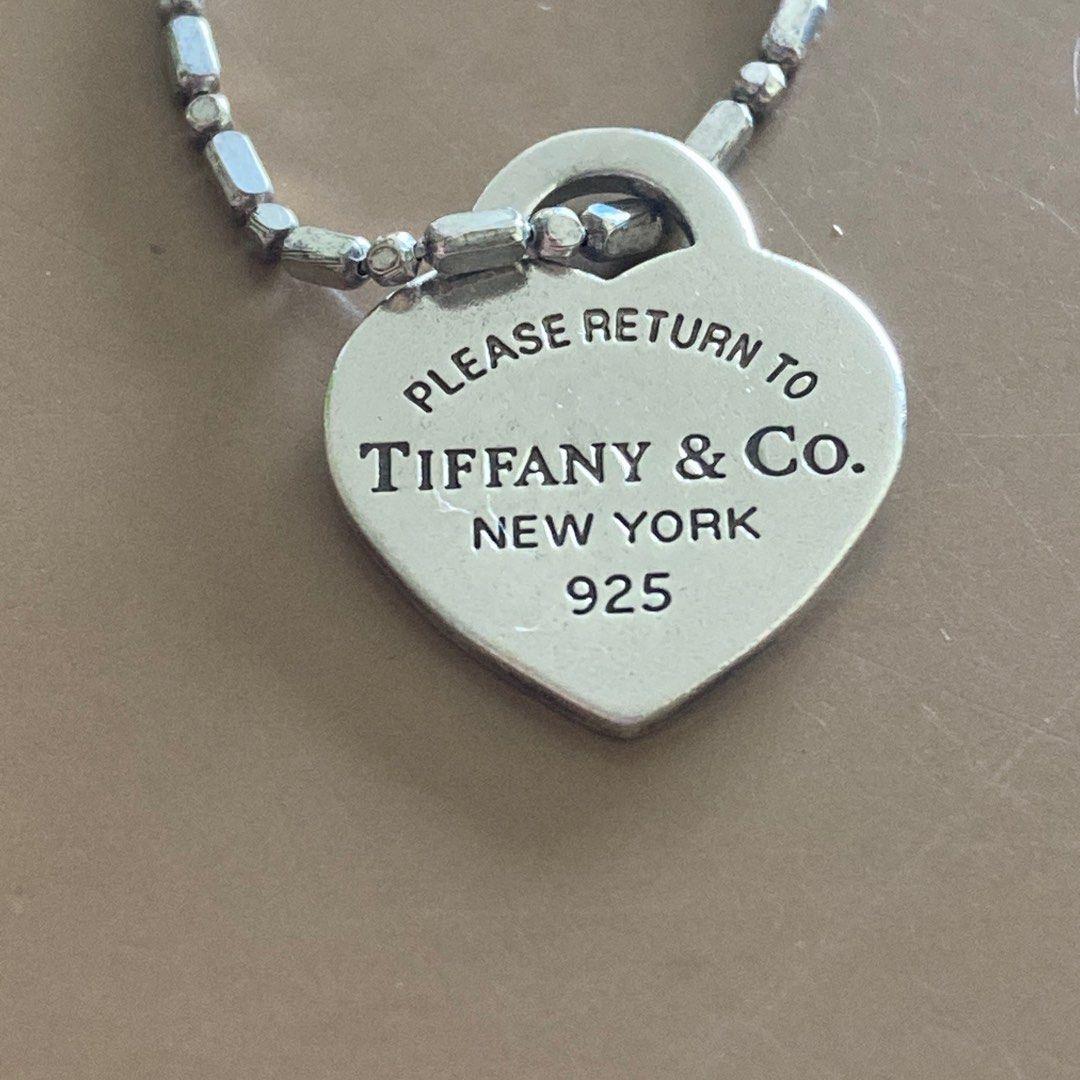 PLEASE RETURN TO
TIFFANY & CO.
NEW YORK
925